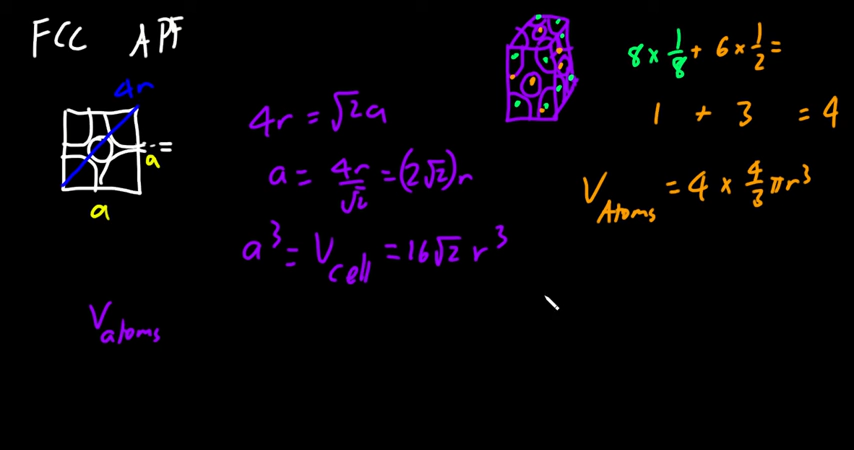 FCC APF
4r
a
a
4r = √2a
a = 4r/√2 = (2√2)r
a³ = V_cell = 16√2 r³
V_atoms
8 × 1/8 + 6 × 1/2 =
1 + 3 = 4
V_Atoms = 4 × 4/3 πr³